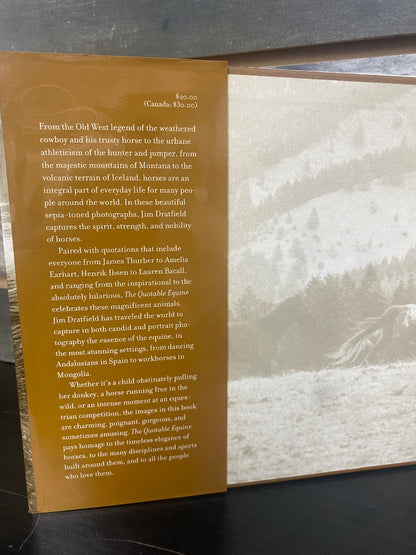 $20.00
(Canada: $30.00)
From the Old West legend of the weathered
cowboy and his trusty horse to the urbane
athleticism of the hunter and jumper, from
the majestic mountains of Montana to the
volcanic terrain of Iceland, horses are an
integral part of everyday life for many peo-
ple around the world. In these beautiful
sepia-toned photographs, Jim Dratfield
captures the spirit, strength, and nobility
of horses.
Paired with quotations that include
everyone from James Thurber to Amelia
Earhart, Henrik Ibsen to Lauren Bacall,
and ranging from the inspirational to the
absolutely hilarious, The Quotable Equine
celebrates these magnificent animals.
Jim Dratfield has traveled the world to
capture in both candid and portrait pho-
tography the essence of the equine, in
the most stunning settings, from dancing
Andalusians in Spain to workhorses in
Mongolia.
Whether it's a child obstinately pulling
her donkey, a horse running free in the
wild, or an intense moment at an eques-
trian competition, the images in this book
are charming, poignant, gorgeous, and
sometimes amusing. The Quotable Equine
pays homage to the timeless elegance of
horses, to the many disciplines and sports
built around them, and to all the people
who love them.